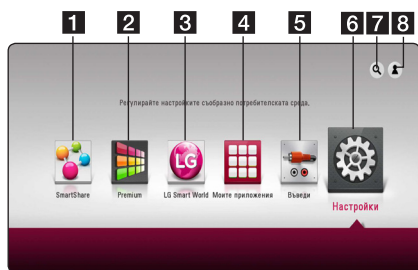 1 2 3 4 5 6 7 8
Регулирайте настройките съобразно потребителската среда.
LG
SmartShare Premium LG Smart World Моите приложения Въведи
Настройки